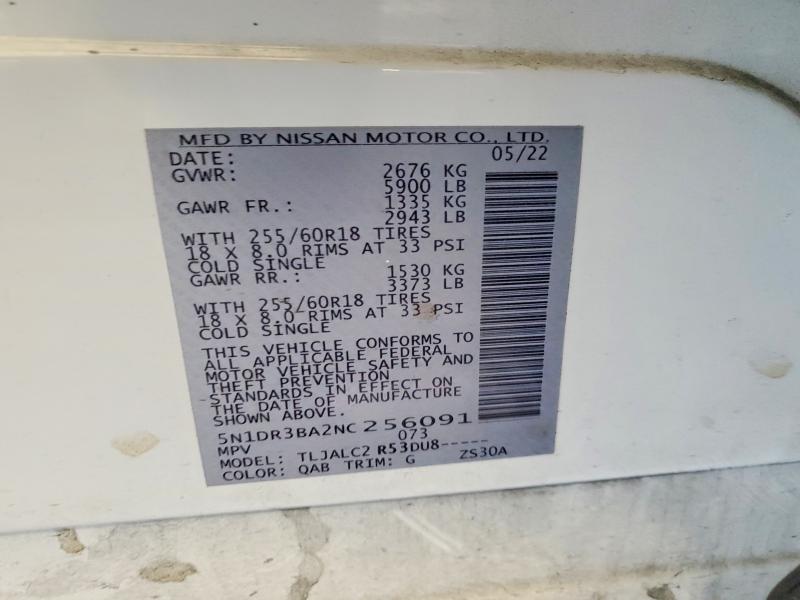 MFD BY NISSAN MOTOR CO., LTD.
DATE: 05/22
GVWR: 2676 KG
5900 LB
GAWR FR.: 1335 KG
2943 LB
WITH 255/60R18 TIRES
18 X 8.0 RIMS AT 33 PSI
COLD SINGLE
GAWR RR.: 1530 KG
3373 LB
WITH 255/60R18 TIRES
18 X 8.0 RIMS AT 33 PSI
COLD SINGLE
THIS VEHICLE CONFORMS TO
ALL APPLICABLE FEDERAL
MOTOR VEHICLE SAFETY AND
THEFT PREVENTION
STANDARDS IN EFFECT ON
THE DATE OF MANUFACTURE
SHOWN ABOVE.
5N1DR3BA2NC256091
MPV 073
MODEL: TLJALC2 R53DU8-----
COLOR: QAB TRIM: G ZS30A